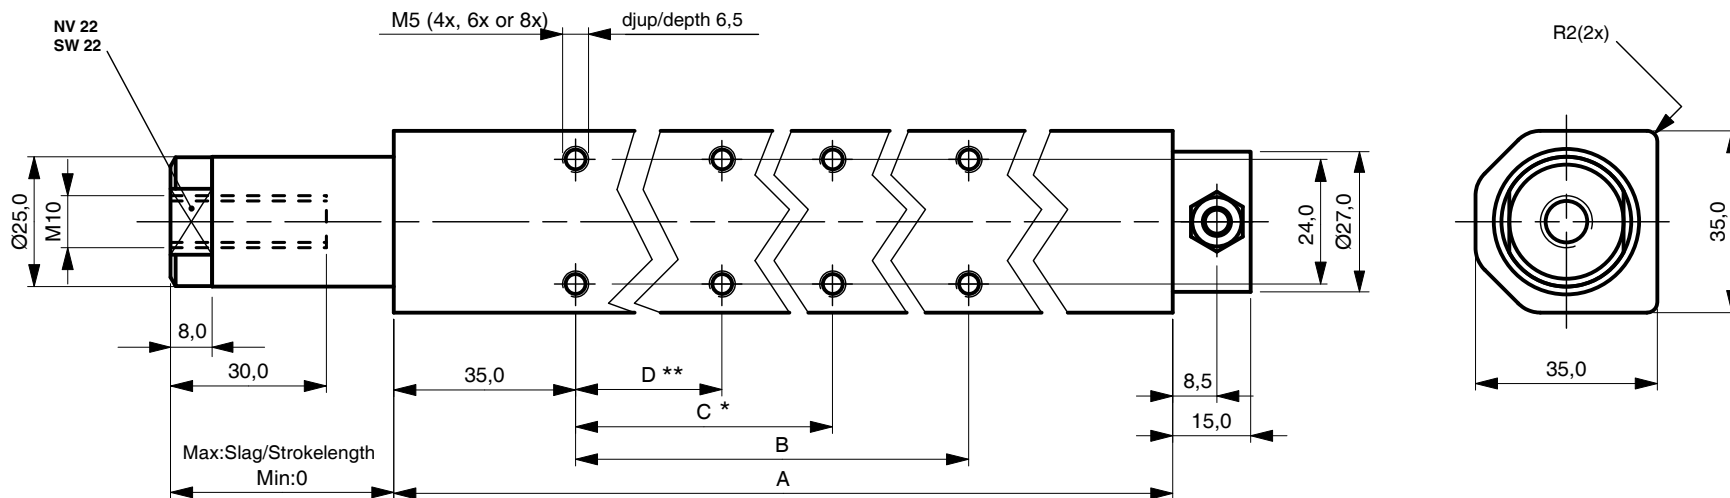 NV 22
SW 22
M5 (4x, 6x or 8x)
djup/depth 6,5
R2(2x)
Ø25,0
M10
24,0
Ø27,0
35,0
8,0
30,0
35,0
D **
8,5
35,0
C *
15,0
Max:Slag/Strokelength
Min:0
B
A